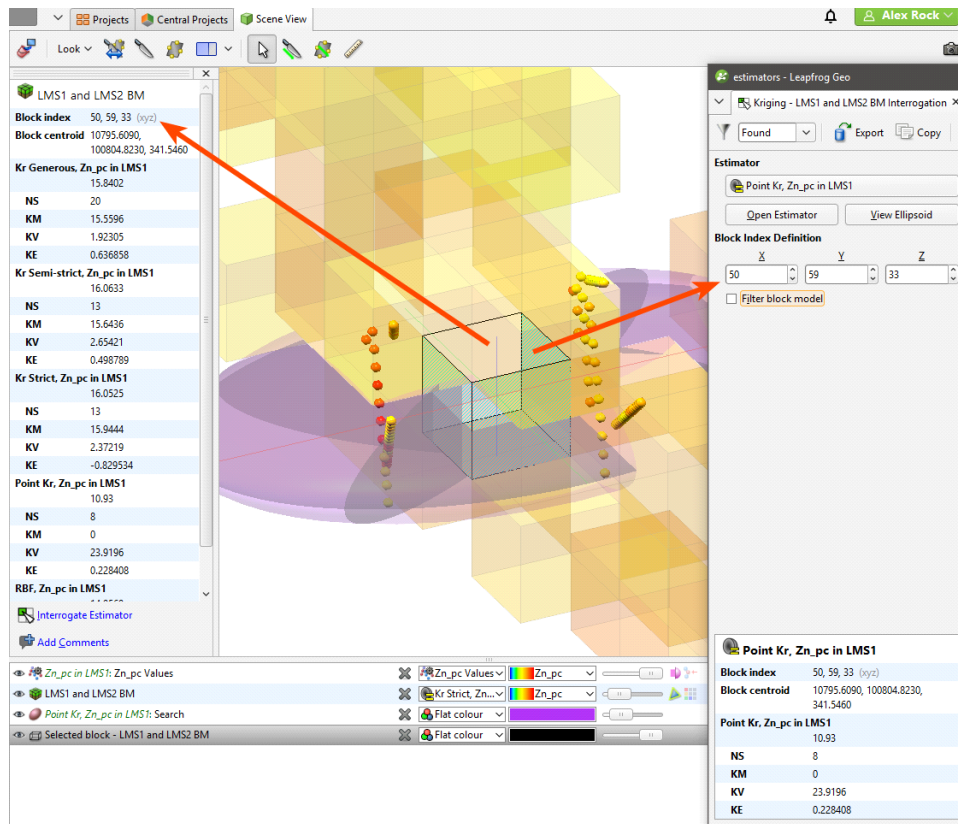 Projects
Central Projects
Scene View
Alex Rock
Look
LMS1 and LMS2 BM
Block index 50, 59, 33 (xyz)
Block centroid 10795.6090,
100804.8230, 341.5460
Kr Generous, Zn_pc in LMS1
15.8402
NS 20
KM 15.5596
KV 1.92305
KE 0.636858
Kr Semi-strict, Zn_pc in LMS1
16.0633
NS 13
KM 15.6436
KV 2.65421
KE 0.498789
Kr Strict, Zn_pc in LMS1
16.0525
NS 13
KM 15.9444
KV 2.37219
KE -0.829534
Point Kr, Zn_pc in LMS1
10.93
NS 8
KM 0
KV 23.9196
KE 0.228408
RBF, Zn_pc in LMS1
Interrogate Estimator
Add Comments
Zn_pc in LMS1: Zn_pc Values Zn_pc Values Zn_pc
LMS1 and LMS2 BM Kr Strict, Zn... Zn_pc
Point Kr, Zn_pc in LMS1: Search Flat colour
Selected block - LMS1 and LMS2 BM Flat colour
estimators - Leapfrog Geo
Kriging - LMS1 and LMS2 BM Interrogation
Found Export Copy
Estimator
Point Kr, Zn_pc in LMS1
Open Estimator View Ellipsoid
Block Index Definition
X Y Z
50 59 33
Filter block model
Point Kr, Zn_pc in LMS1
Block index 50, 59, 33 (xyz)
Block centroid 10795.6090, 100804.8230,
341.5460
Point Kr, Zn_pc in LMS1
10.93
NS 8
KM 0
KV 23.9196
KE 0.228408